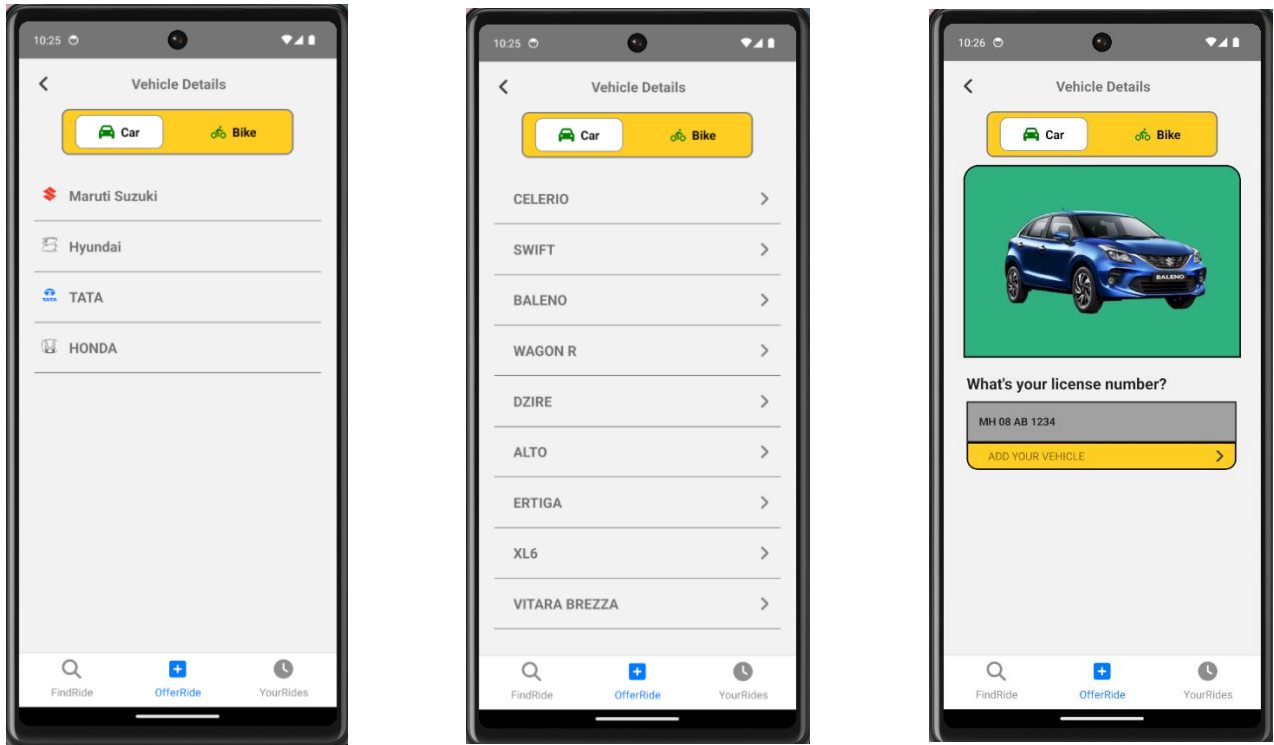 10:25
Vehicle Details
Car Bike
Maruti Suzuki
Hyundai
TATA TATA
HONDA
FindRide OfferRide YourRides
10:25
Vehicle Details
Car Bike
CELERIO
SWIFT
BALENO
WAGON R
DZIRE
ALTO
ERTIGA
XL6
VITARA BREZZA
FindRide OfferRide YourRides
10:26
Vehicle Details
Car Bike
BALENO
What's your license number?
MH 08 AB 1234
ADD YOUR VEHICLE
FindRide OfferRide YourRides